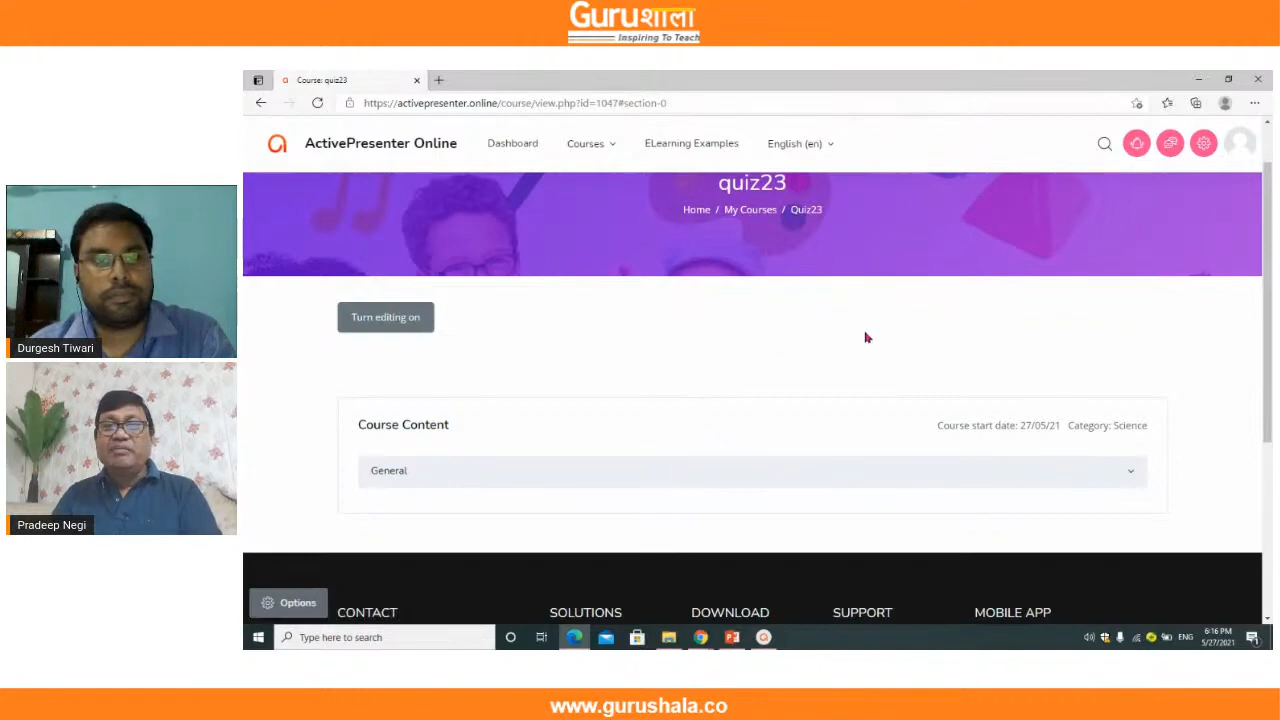 Guruशाला
Inspiring To Teach
Course: quiz23
https://activepresenter.online/course/view.php?id=1047#section-0
ActivePresenter Online
Dashboard
Courses
ELearning Examples
English (en)
quiz23
Home / My Courses / Quiz23
Turn editing on
Course Content
Course start date: 27/05/21 Category: Science
General
Durgesh Tiwari
Pradeep Negi
Options
CONTACT
SOLUTIONS
DOWNLOAD
SUPPORT
MOBILE APP
Type here to search
ENG
6:16 PM
5/27/2021
www.gurushala.co